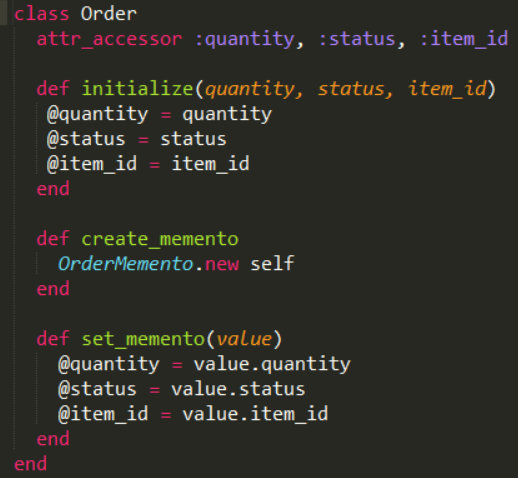 class Order
  attr_accessor :quantity, :status, :item_id

  def initialize(quantity, status, item_id)
   @quantity = quantity
   @status = status
   @item_id = item_id
  end

  def create_memento
    OrderMemento.new self
  end

  def set_memento(value)
    @quantity = value.quantity
    @status = value.status
    @item_id = value.item_id
  end
end